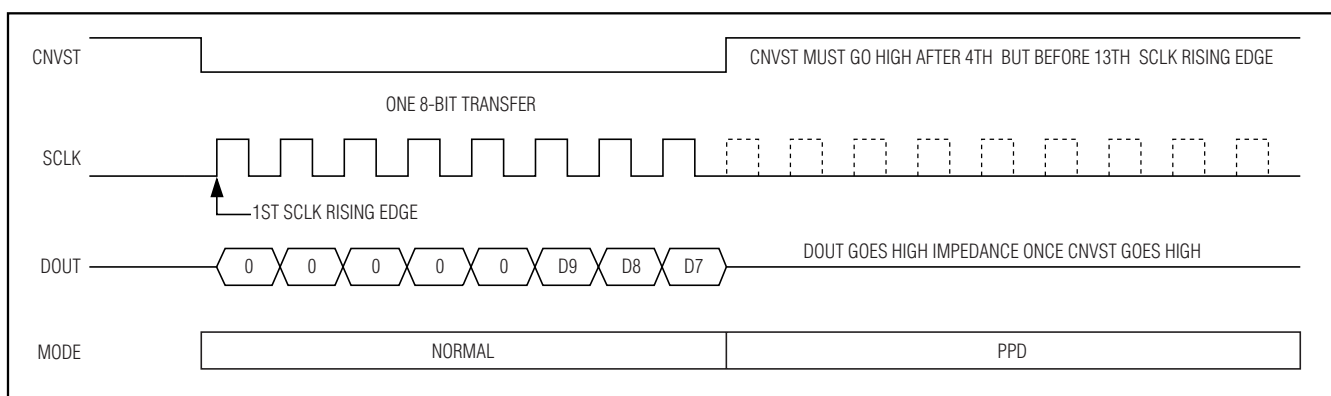 CNVST
CNVST MUST GO HIGH AFTER 4TH BUT BEFORE 13TH SCLK RISING EDGE
ONE 8-BIT TRANSFER
SCLK
1ST SCLK RISING EDGE
DOUT
0 0 0 0 0 D9 D8 D7
DOUT GOES HIGH IMPEDANCE ONCE CNVST GOES HIGH
MODE
NORMAL
PPD